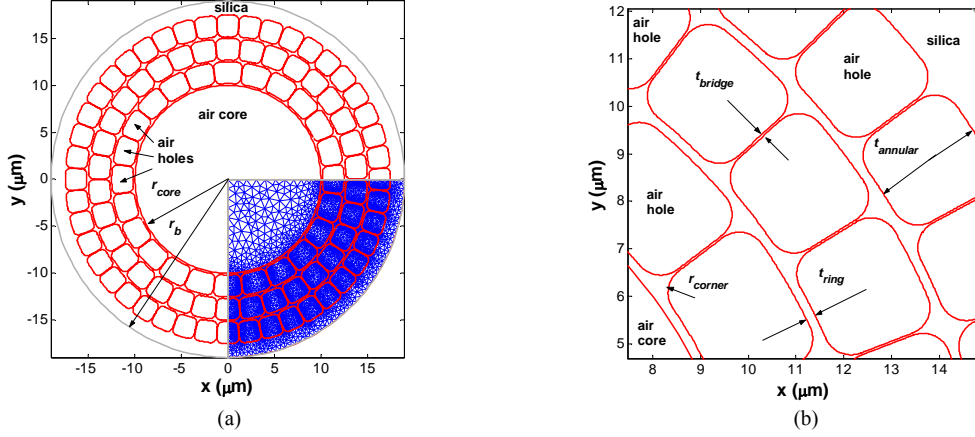 silica
15
10
5
0
-5
-10
-15
y (μm)
air core
air
holes
r_core
r_b
-15 -10 -5 0 5 10 15
x (μm)
(a)
12
11
10
9
8
7
6
5
y (μm)
air
hole
t_bridge
air
hole
silica
t_annular
air
hole
r_corner
t_ring
air
core
8 9 10 11 12 13 14
x (μm)
(b)